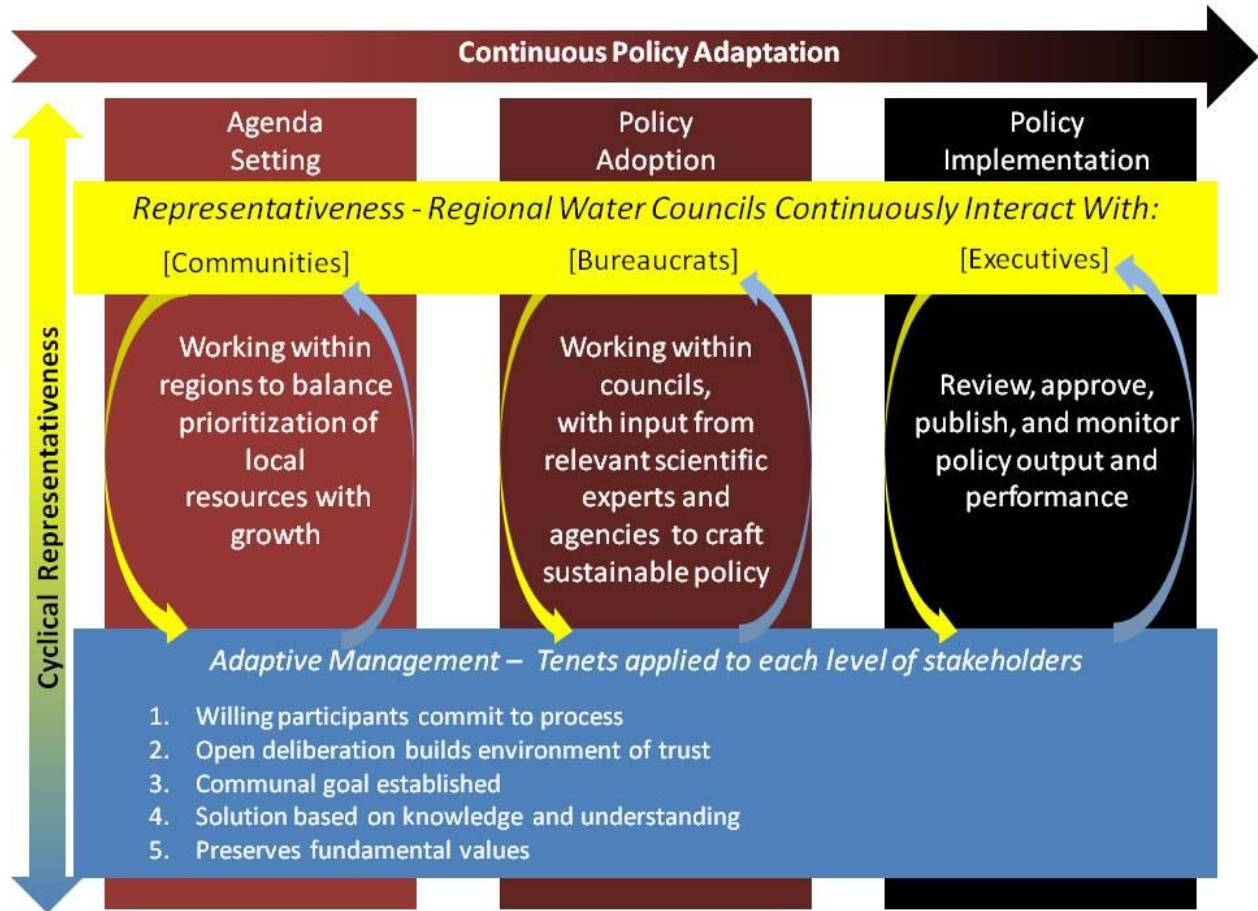 Continuous Policy Adaptation
Cyclical Representativeness
Agenda
Setting
Policy
Adoption
Policy
Implementation
Representativeness - Regional Water Councils Continuously Interact With:
[Communities]
[Bureaucrats]
[Executives]
Working within
regions to balance
prioritization of
local
resources with
growth
Working within
councils,
with input from
relevant scientific
experts and
agencies to craft
sustainable policy
Review, approve,
publish, and monitor
policy output and
performance
Adaptive Management – Tenets applied to each level of stakeholders
1. Willing participants commit to process
2. Open deliberation builds environment of trust
3. Communal goal established
4. Solution based on knowledge and understanding
5. Preserves fundamental values